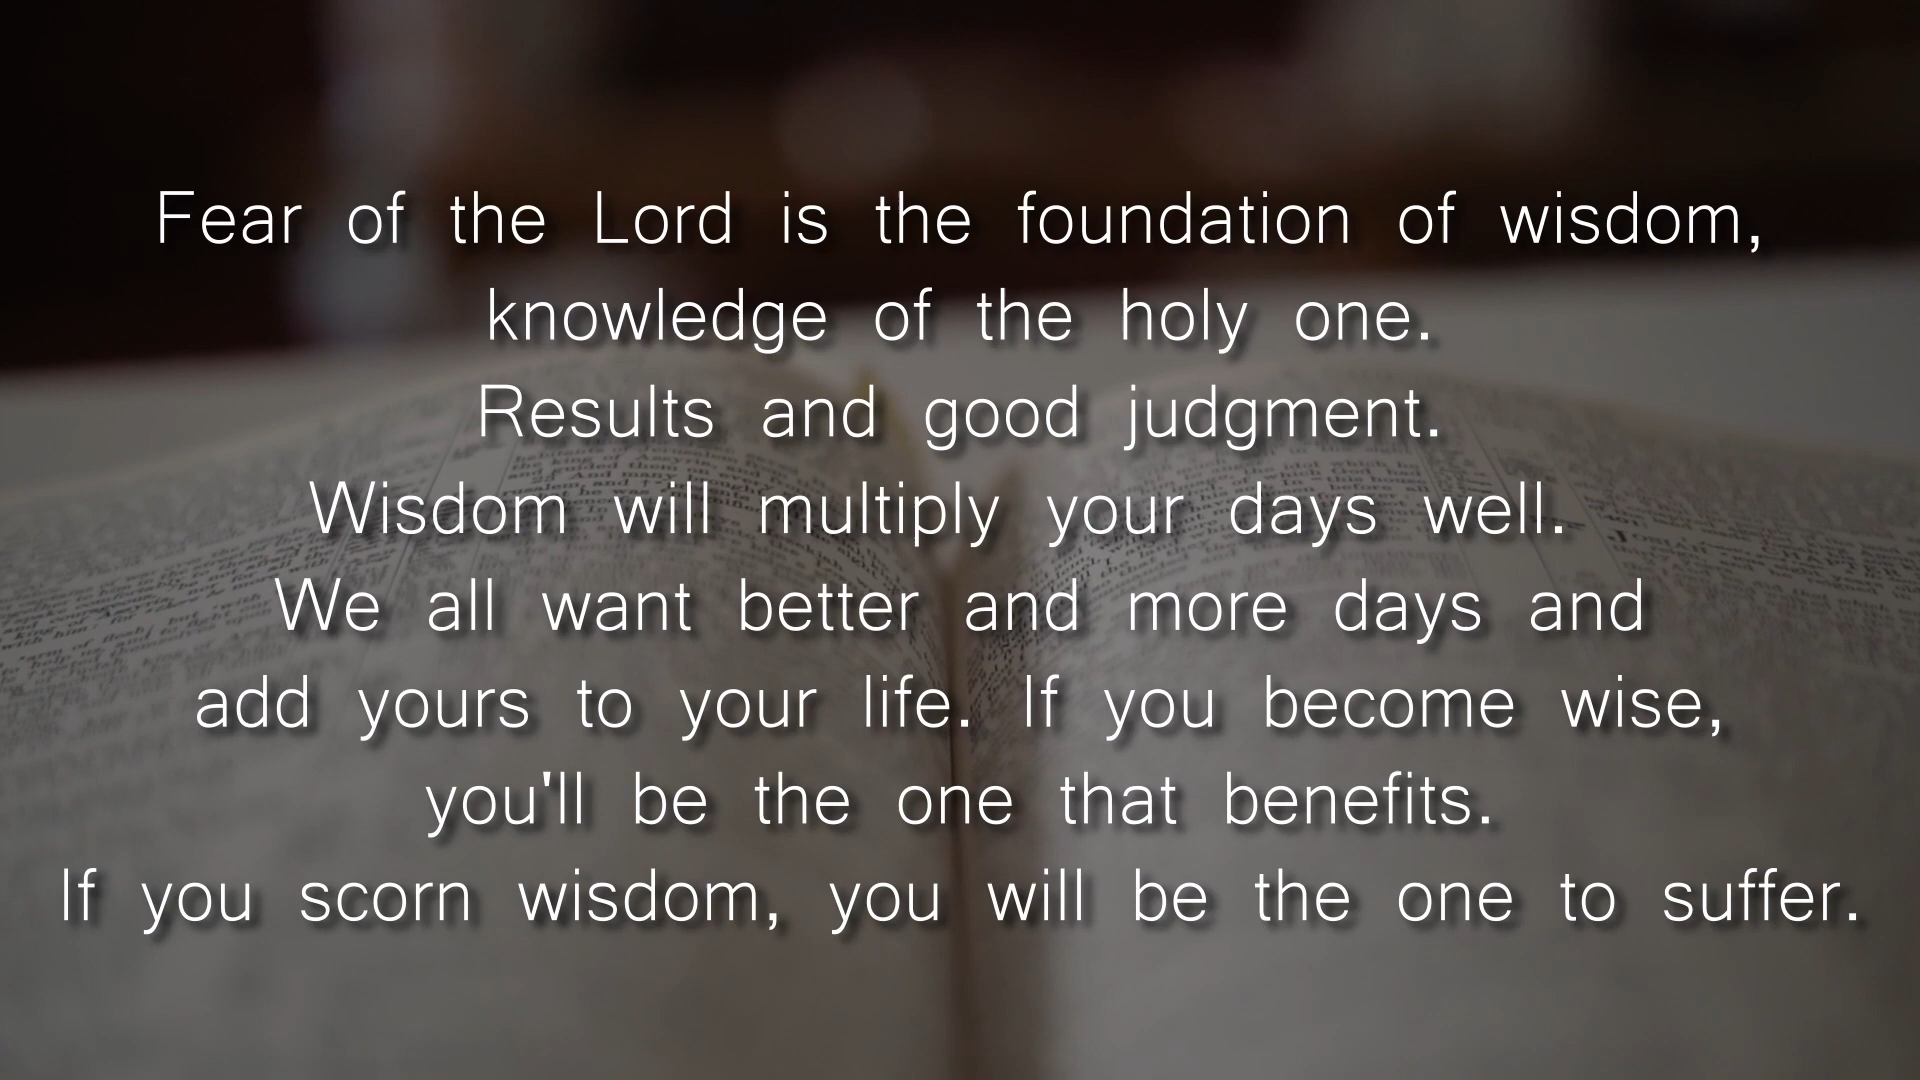 Fear of the Lord is the foundation of wisdom,
knowledge of the holy one.
Results and good judgment.
Wisdom will multiply your days well.
We all want better and more days and
add yours to your life. If you become wise,
you'll be the one that benefits.
If you scorn wisdom, you will be the one to suffer.